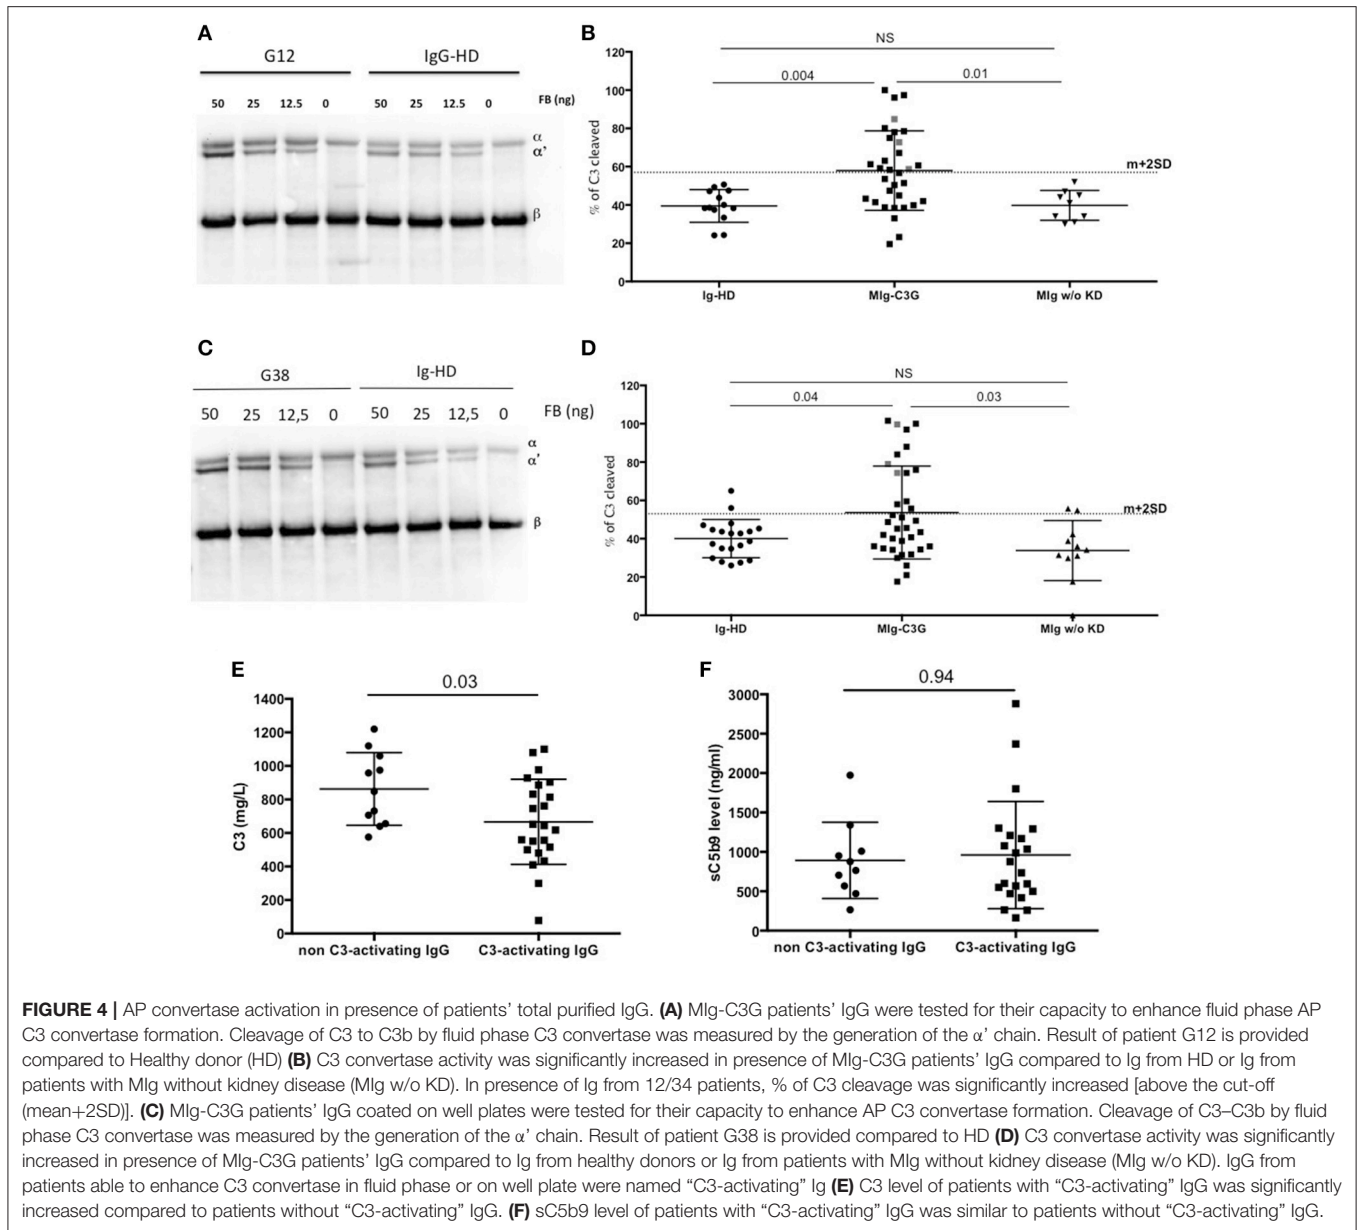 A
G12 IgG-HD
50 25 12.5 0 50 25 12.5 0 FB (ng)
α
α'
β
B
NS
0.004 0.01
120
100
80
60
40
20
0
% of C3 cleaved
m+2SD
Ig-HD MIg-C3G MIg w/o KD
C
G38 Ig-HD
50 25 12,5 0 50 25 12,5 0 FB (ng)
α
α'
β
D
NS
0.04 0.03
120
100
80
60
40
20
0
% of C3 cleaved
m+2SD
Ig-HD MIg-C3G MIg w/o KD
E
0.03
1400
1200
1000
800
600
400
200
0
C3 (mg/L)
non C3-activating IgG C3-activating IgG
F
0.94
3000
2500
2000
1500
1000
500
0
sC5b9 level (ng/ml)
non C3-activating IgG C3-activating IgG
FIGURE 4 | AP convertase activation in presence of patients' total purified IgG. (A) MIg-C3G patients' IgG were tested for their capacity to enhance fluid phase AP
C3 convertase formation. Cleavage of C3 to C3b by fluid phase C3 convertase was measured by the generation of the α' chain. Result of patient G12 is provided
compared to Healthy donor (HD) (B) C3 convertase activity was significantly increased in presence of MIg-C3G patients' IgG compared to Ig from HD or Ig from
patients with MIg without kidney disease (MIg w/o KD). In presence of Ig from 12/34 patients, % of C3 cleavage was significantly increased [above the cut-off
(mean+2SD)]. (C) MIg-C3G patients' IgG coated on well plates were tested for their capacity to enhance AP C3 convertase formation. Cleavage of C3–C3b by fluid
phase C3 convertase was measured by the generation of the α' chain. Result of patient G38 is provided compared to HD (D) C3 convertase activity was significantly
increased in presence of MIg-C3G patients' IgG compared to Ig from healthy donors or Ig from patients with MIg without kidney disease (MIg w/o KD). IgG from
patients able to enhance C3 convertase in fluid phase or on well plate were named “C3-activating” Ig (E) C3 level of patients with “C3-activating” IgG was significantly
increased compared to patients without “C3-activating” IgG. (F) sC5b9 level of patients with “C3-activating” IgG was similar to patients without “C3-activating” IgG.